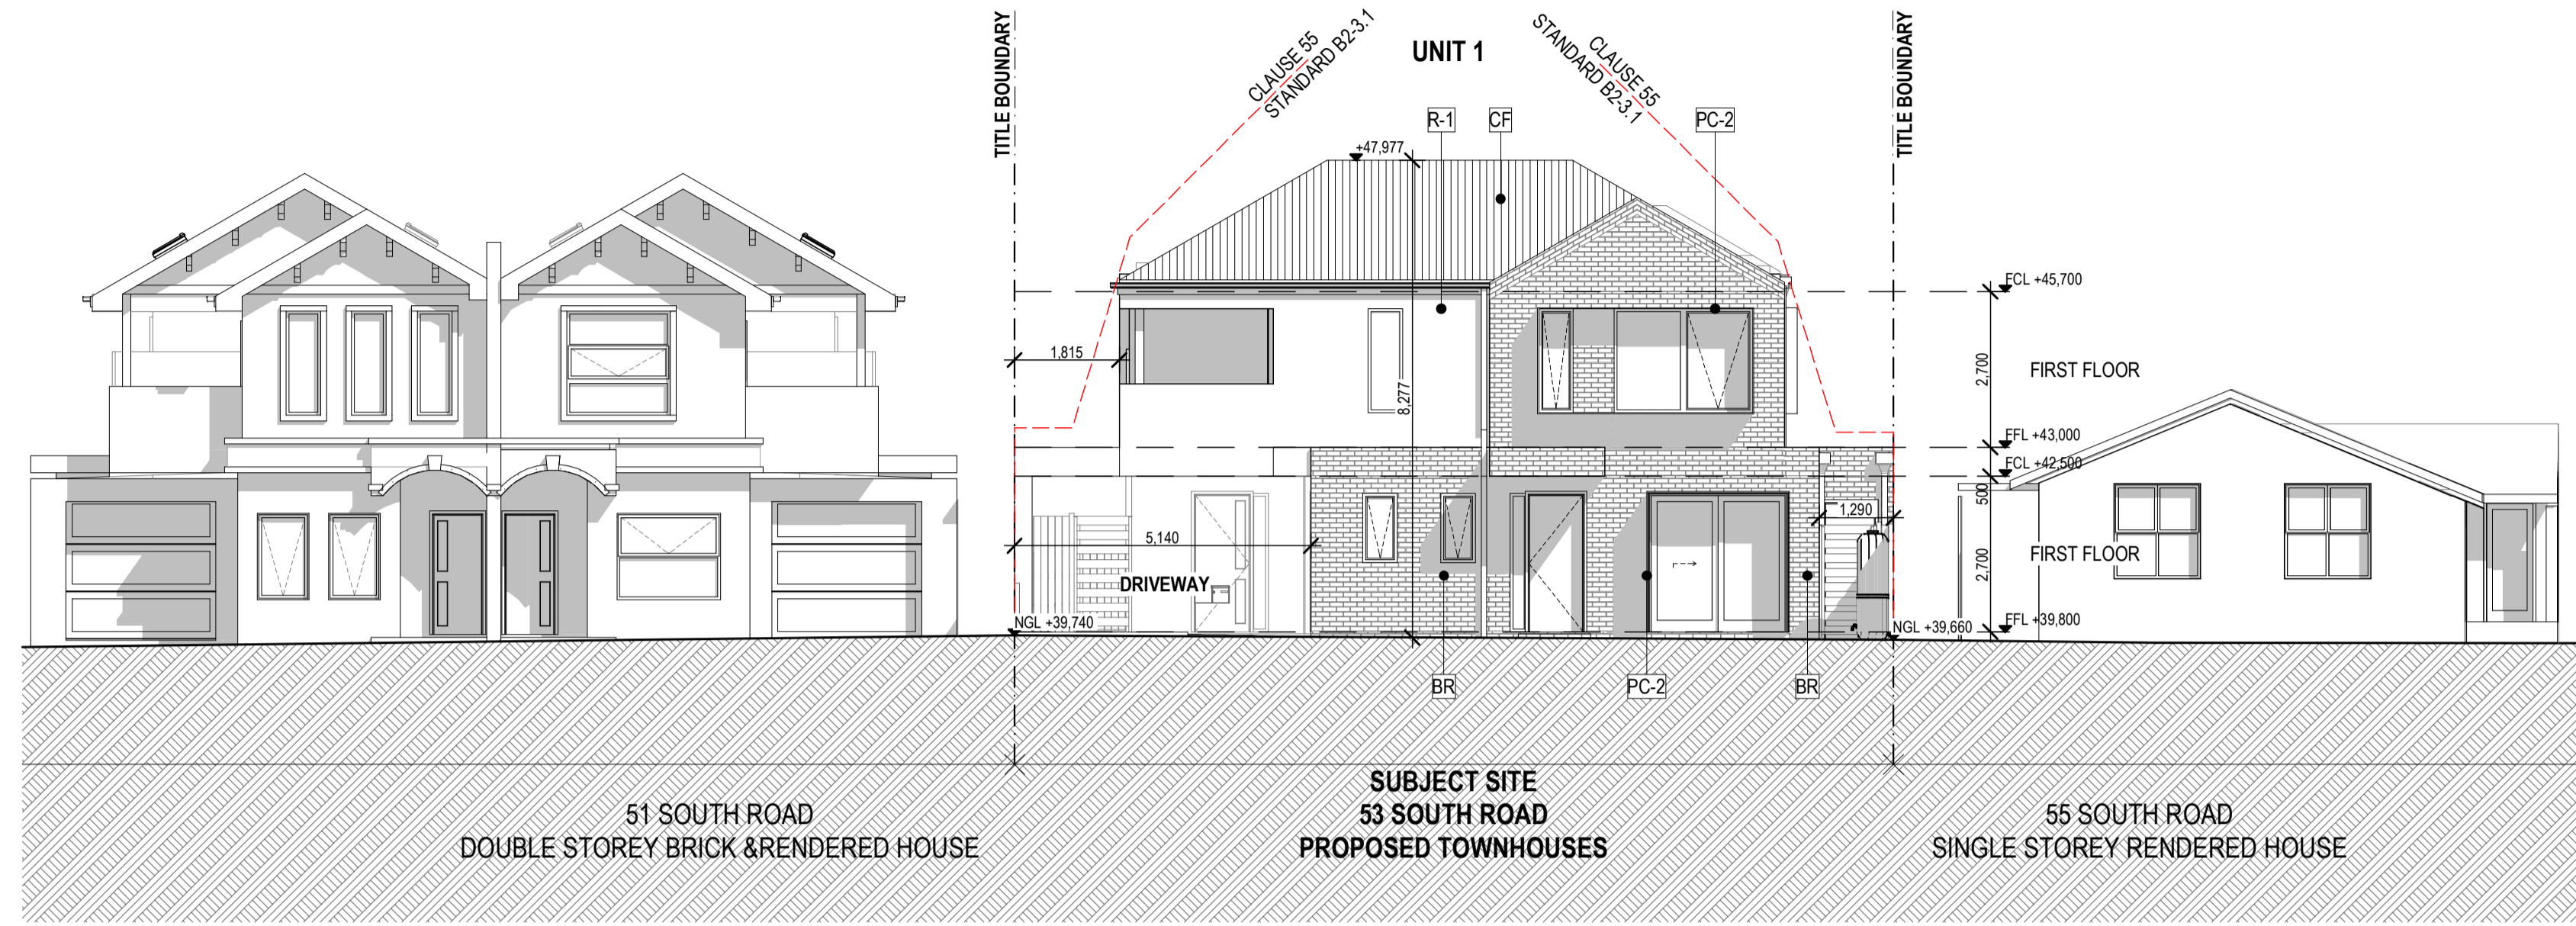 TITLE BOUNDARY
CLAUSE 55
STANDARD B2-3.1
UNIT 1
CLAUSE 55
STANDARD B2-3.1
TITLE BOUNDARY
R-1
CF
PC-2
+47,977
FCL +45,700
1,815
8,277
2,700
FIRST FLOOR
FFL +43,000
FCL +42,500
500
1,290
5,140
DRIVEWAY
2,700
FIRST FLOOR
NGL +39,740
NGL +39,660
FFL +39,800
BR
PC-2
BR
51 SOUTH ROAD
DOUBLE STOREY BRICK &RENDERED HOUSE
SUBJECT SITE
53 SOUTH ROAD
PROPOSED TOWNHOUSES
55 SOUTH ROAD
SINGLE STOREY RENDERED HOUSE